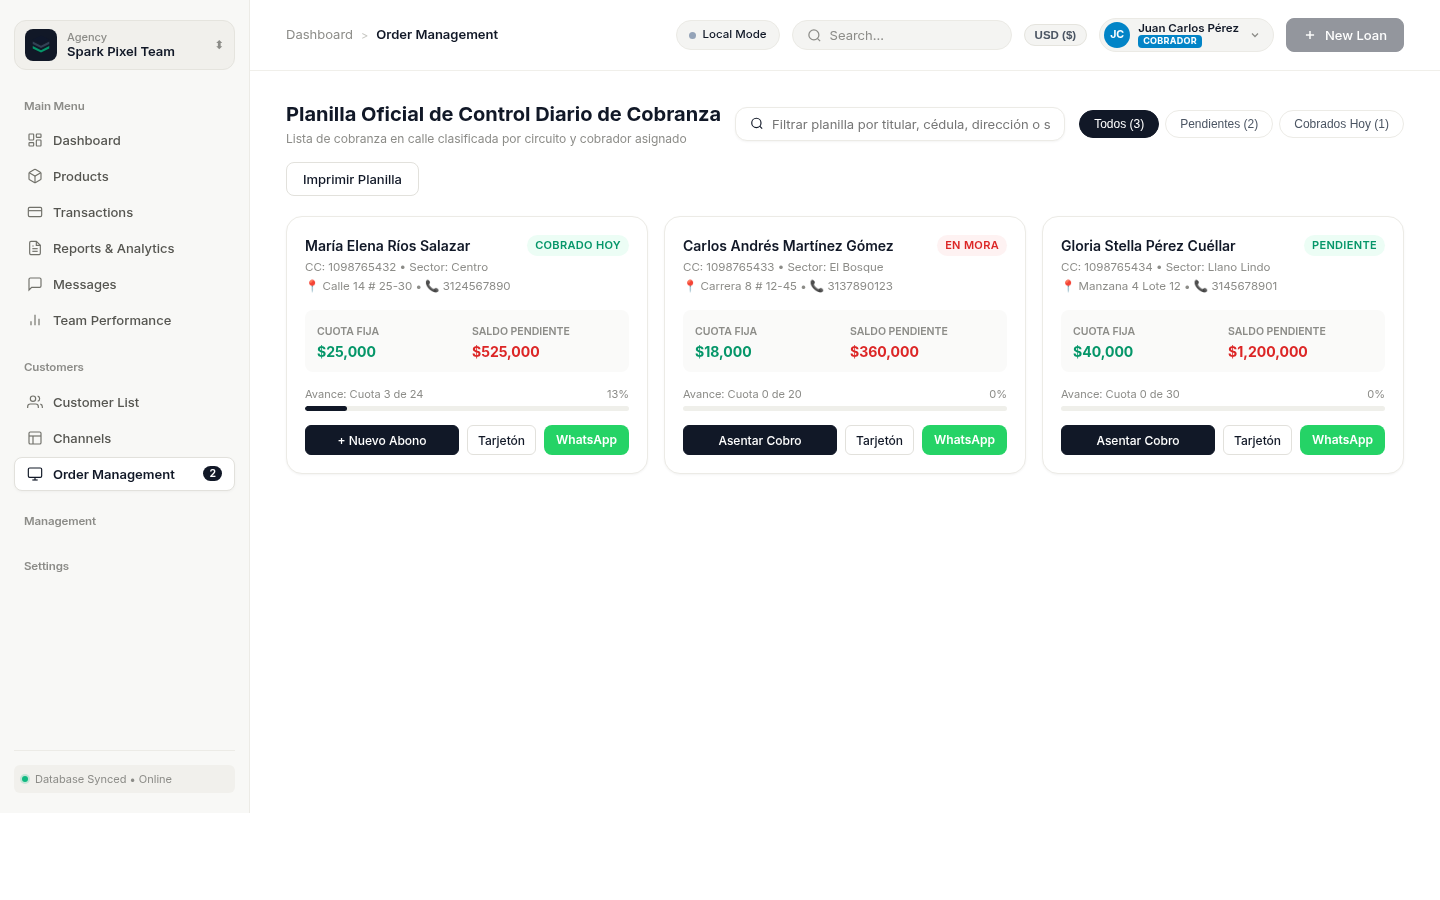 Agency
Spark Pixel Team
Main Menu
Dashboard
Products
Transactions
Reports & Analytics
Messages
Team Performance
Customers
Customer List
Channels
Order Management 2
Management
Settings
Database Synced • Online
Dashboard > Order Management
Local Mode
Search...
USD ($)
JC
Juan Carlos Pérez
COBRADOR
+ New Loan
Planilla Oficial de Control Diario de Cobranza
Lista de cobranza en calle clasificada por circuito y cobrador asignado
Filtrar planilla por titular, cédula, dirección o s
Todos (3)
Pendientes (2)
Cobrados Hoy (1)
Imprimir Planilla
María Elena Ríos Salazar COBRADO HOY
CC: 1098765432 • Sector: Centro
📍 Calle 14 # 25-30 • 📞 3124567890
CUOTA FIJA SALDO PENDIENTE
$25,000 $525,000
Avance: Cuota 3 de 24 13%
+ Nuevo Abono Tarjetón WhatsApp
Carlos Andrés Martínez Gómez EN MORA
CC: 1098765433 • Sector: El Bosque
📍 Carrera 8 # 12-45 • 📞 3137890123
CUOTA FIJA SALDO PENDIENTE
$18,000 $360,000
Avance: Cuota 0 de 20 0%
Asentar Cobro Tarjetón WhatsApp
Gloria Stella Pérez Cuéllar PENDIENTE
CC: 1098765434 • Sector: Llano Lindo
📍 Manzana 4 Lote 12 • 📞 3145678901
CUOTA FIJA SALDO PENDIENTE
$40,000 $1,200,000
Avance: Cuota 0 de 30 0%
Asentar Cobro Tarjetón WhatsApp